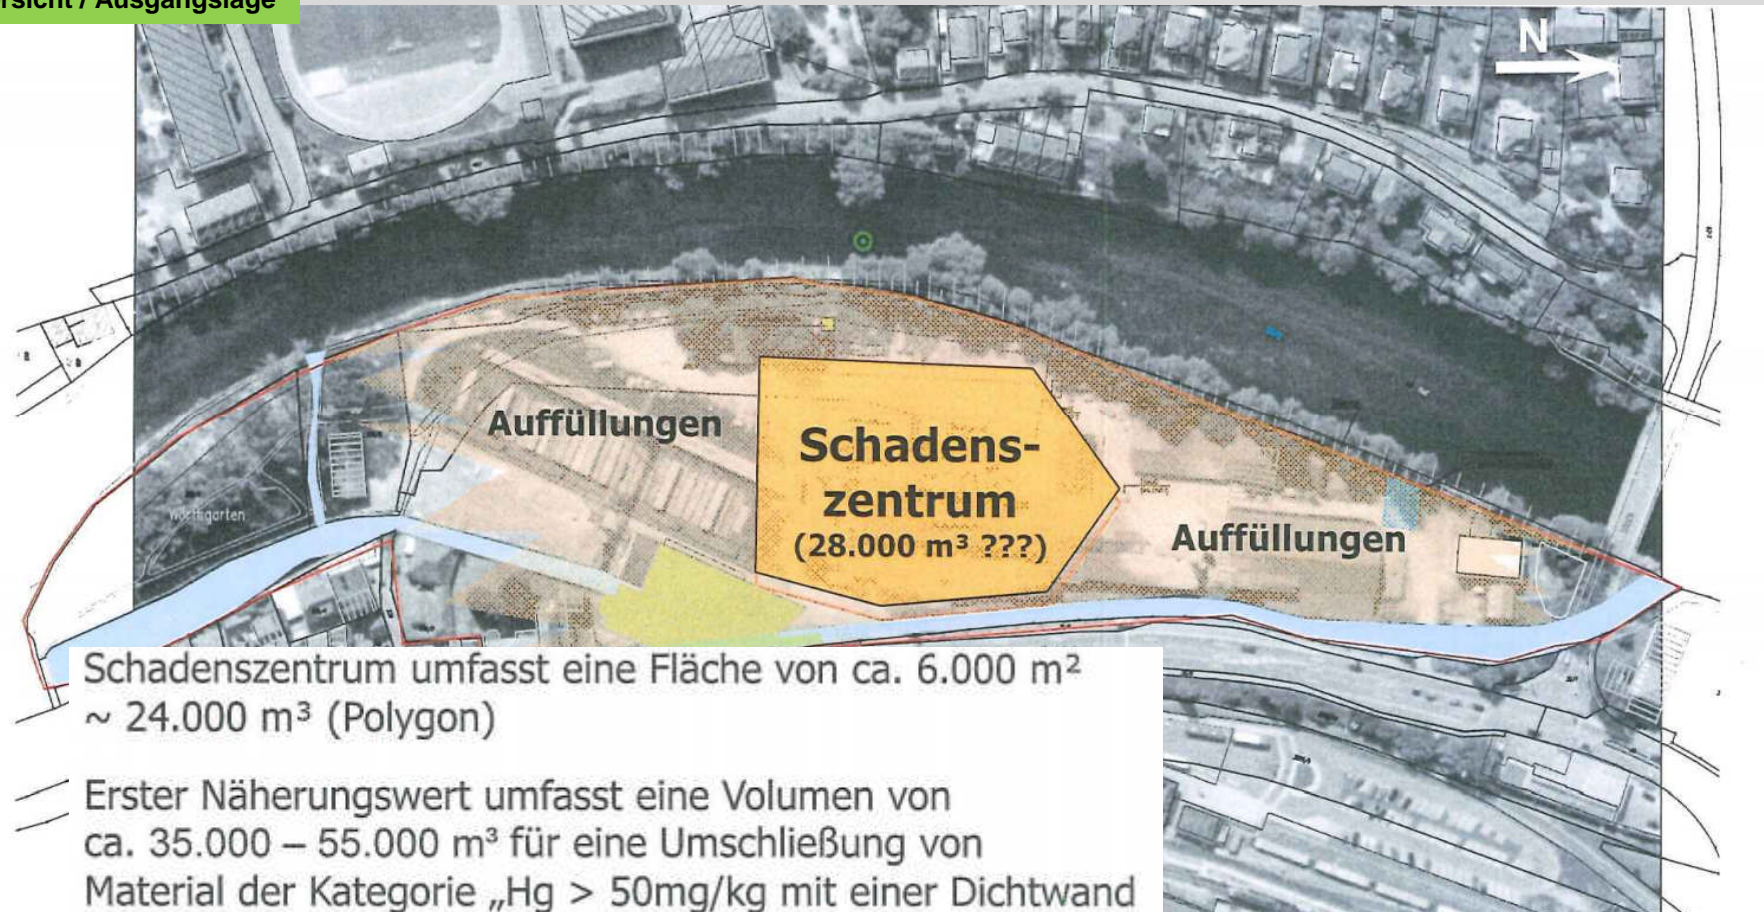 rsicht / Ausgangslage
N
Auffüllungen
Schadens-
zentrum
(28.000 m³ ???)
Auffüllungen
Wörthgarten
Schadenszentrum umfasst eine Fläche von ca. 6.000 m²
~ 24.000 m³ (Polygon)
Erster Näherungswert umfasst eine Volumen von
ca. 35.000 – 55.000 m³ für eine Umschließung von
Material der Kategorie „Hg > 50mg/kg mit einer Dichtwand